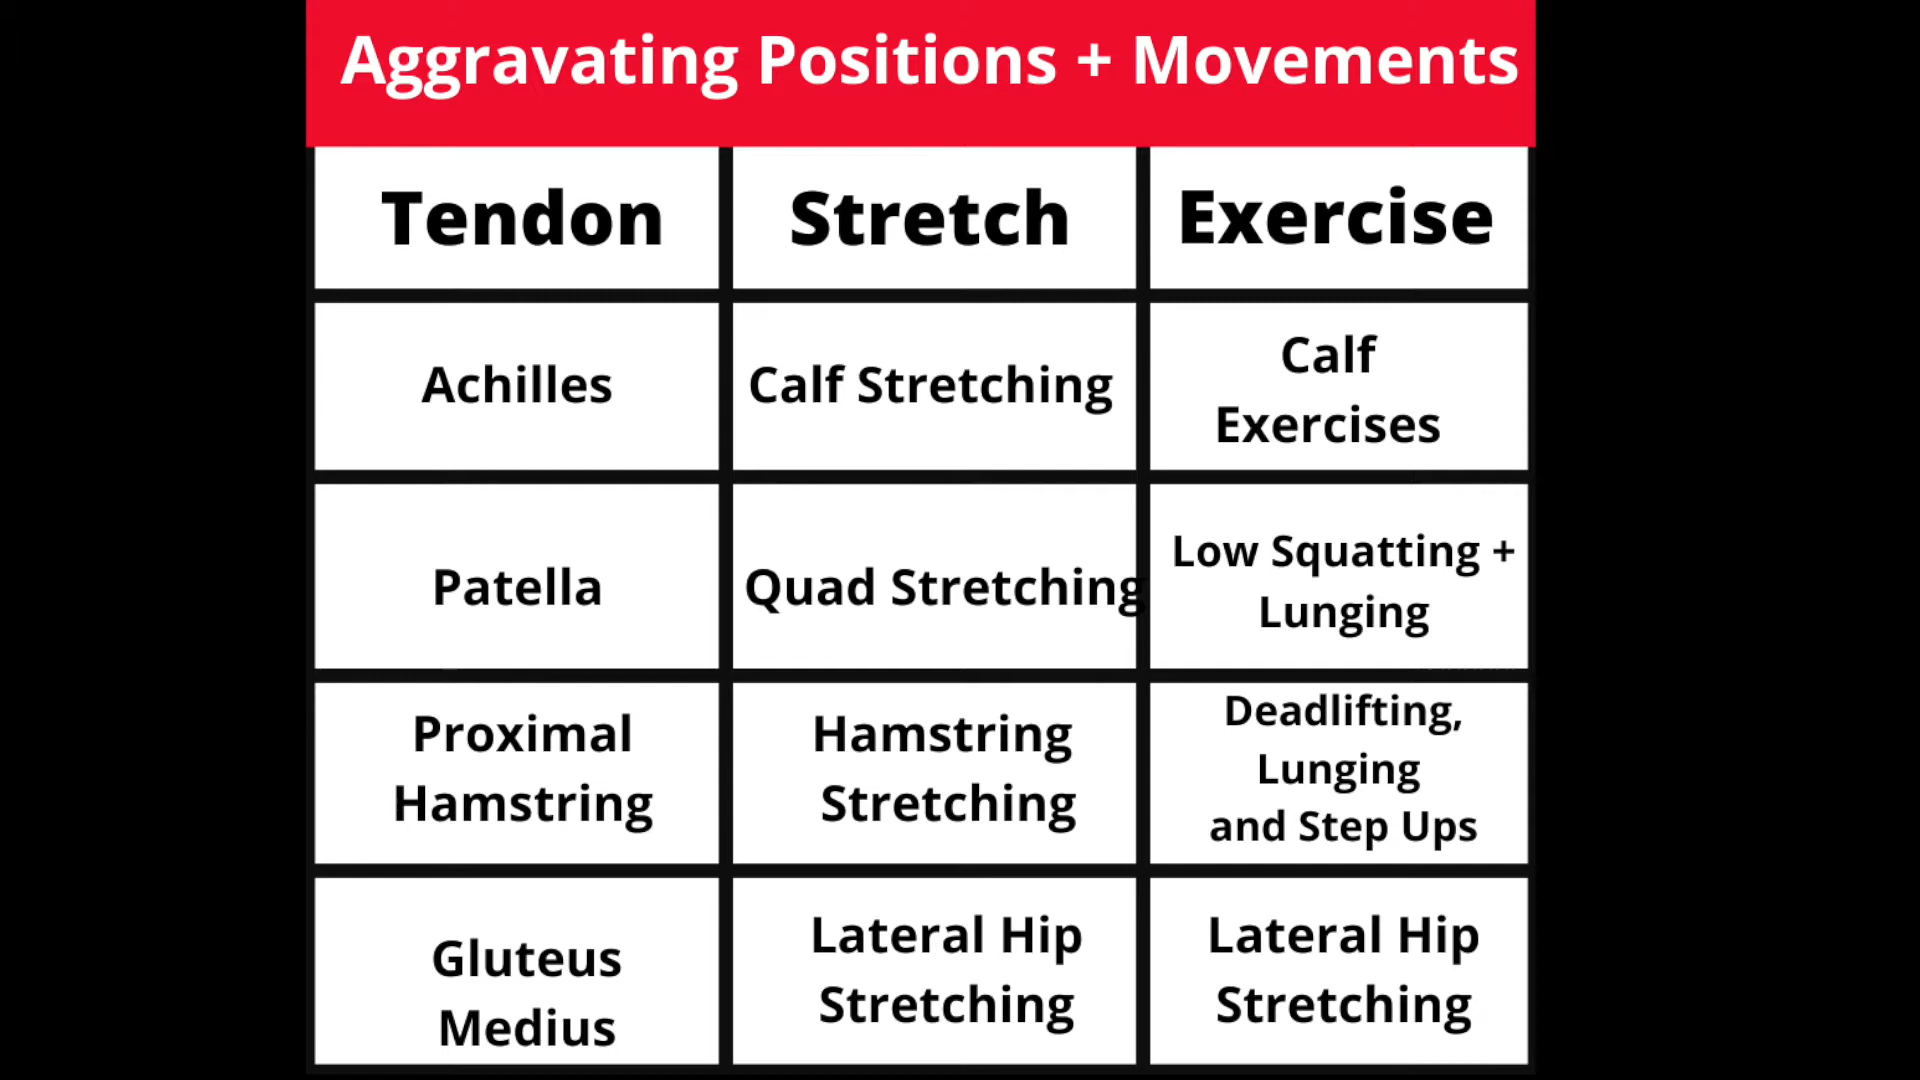 Aggravating Positions + Movements
Tendon Stretch Exercise
Achilles
Calf Stretching
Calf
Exercises
Patella
Quad Stretching
Low Squatting +
Lunging
Proximal
Hamstring
Hamstring
Stretching
Deadlifting,
Lunging
and Step Ups
Gluteus
Medius
Lateral Hip
Stretching
Lateral Hip
Stretching